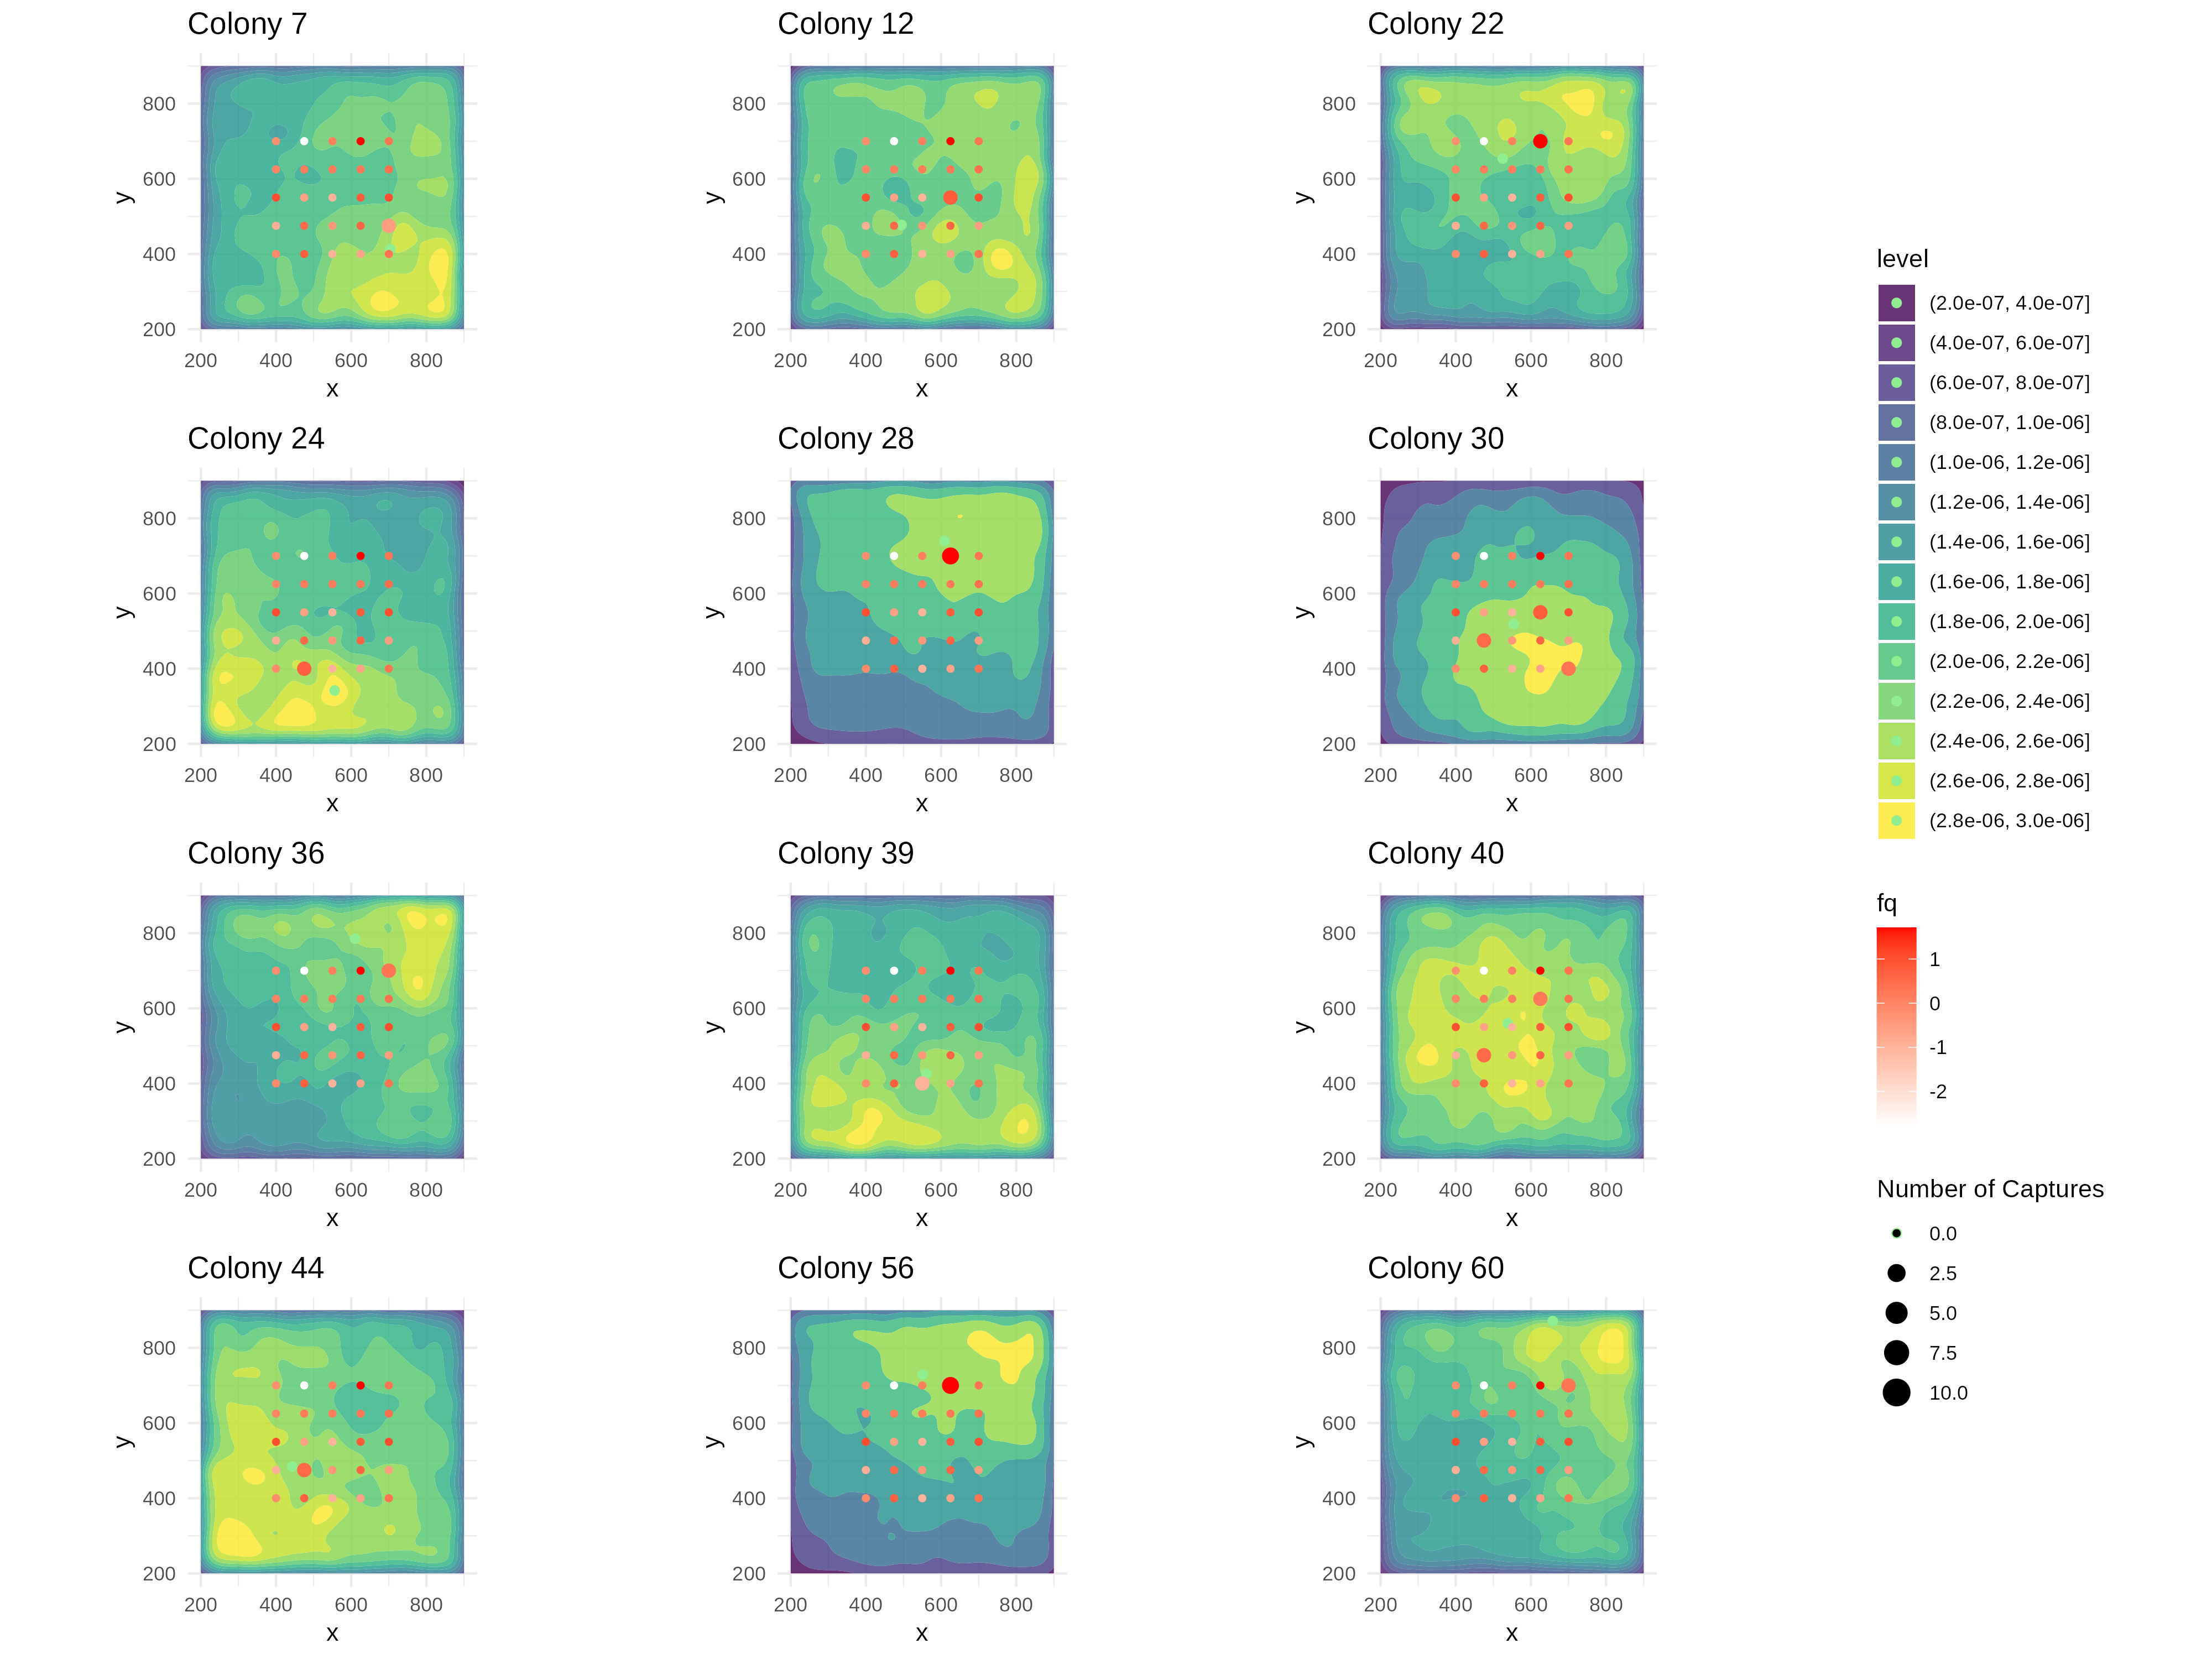 Colony 7
Colony 12
Colony 22
800
600
400
200
y
200 400 600 800
x
800
600
400
200
y
200 400 600 800
x
800
600
400
200
y
200 400 600 800
x
Colony 24
Colony 28
Colony 30
800
600
400
200
y
200 400 600 800
x
800
600
400
200
y
200 400 600 800
x
800
600
400
200
y
200 400 600 800
x
Colony 36
Colony 39
Colony 40
800
600
400
200
y
200 400 600 800
x
800
600
400
200
y
200 400 600 800
x
800
600
400
200
y
200 400 600 800
x
Colony 44
Colony 56
Colony 60
800
600
400
200
y
200 400 600 800
x
800
600
400
200
y
200 400 600 800
x
800
600
400
200
y
200 400 600 800
x
level
(2.0e-07, 4.0e-07]
(4.0e-07, 6.0e-07]
(6.0e-07, 8.0e-07]
(8.0e-07, 1.0e-06]
(1.0e-06, 1.2e-06]
(1.2e-06, 1.4e-06]
(1.4e-06, 1.6e-06]
(1.6e-06, 1.8e-06]
(1.8e-06, 2.0e-06]
(2.0e-06, 2.2e-06]
(2.2e-06, 2.4e-06]
(2.4e-06, 2.6e-06]
(2.6e-06, 2.8e-06]
(2.8e-06, 3.0e-06]
fq
1
0
-1
-2
Number of Captures
0.0
2.5
5.0
7.5
10.0